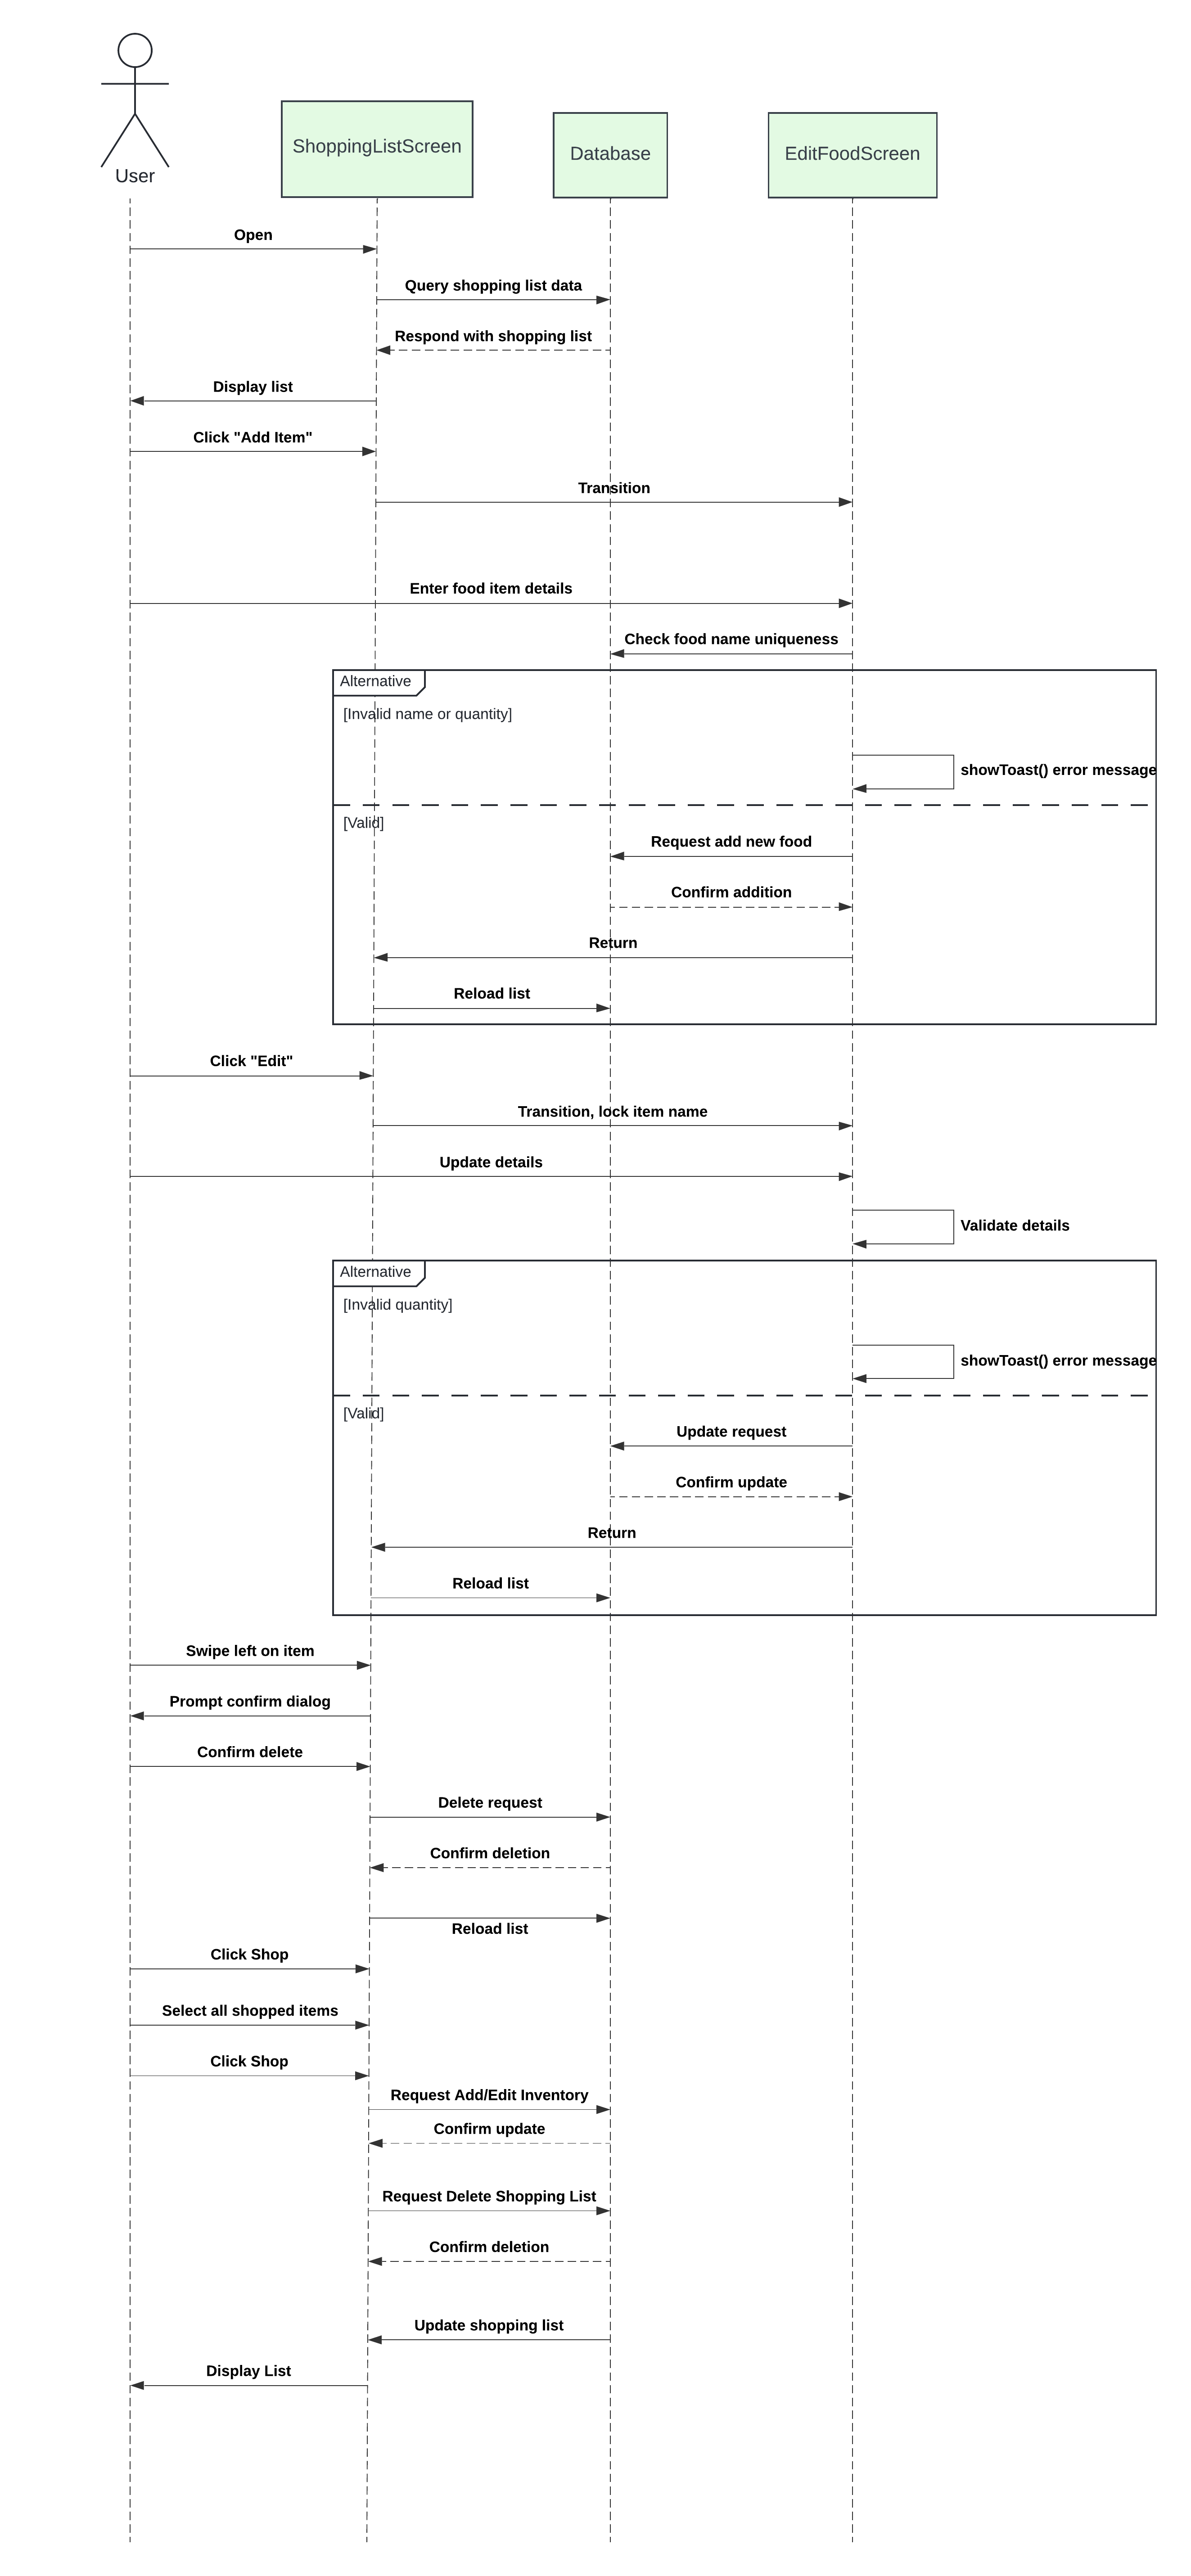 User
ShoppingListScreen
Database
EditFoodScreen
Open
Query shopping list data
Respond with shopping list
Display list
Click "Add Item"
Transition
Enter food item details
Check food name uniqueness
Alternative
[Invalid name or quantity]
showToast() error message
[Valid]
Request add new food
Confirm addition
Return
Reload list
Click "Edit"
Transition, lock item name
Update details
Validate details
Alternative
[Invalid quantity]
showToast() error message
[Valid]
Update request
Confirm update
Return
Reload list
Swipe left on item
Prompt confirm dialog
Confirm delete
Delete request
Confirm deletion
Reload list
Click Shop
Select all shopped items
Click Shop
Request Add/Edit Inventory
Confirm update
Request Delete Shopping List
Confirm deletion
Update shopping list
Display List